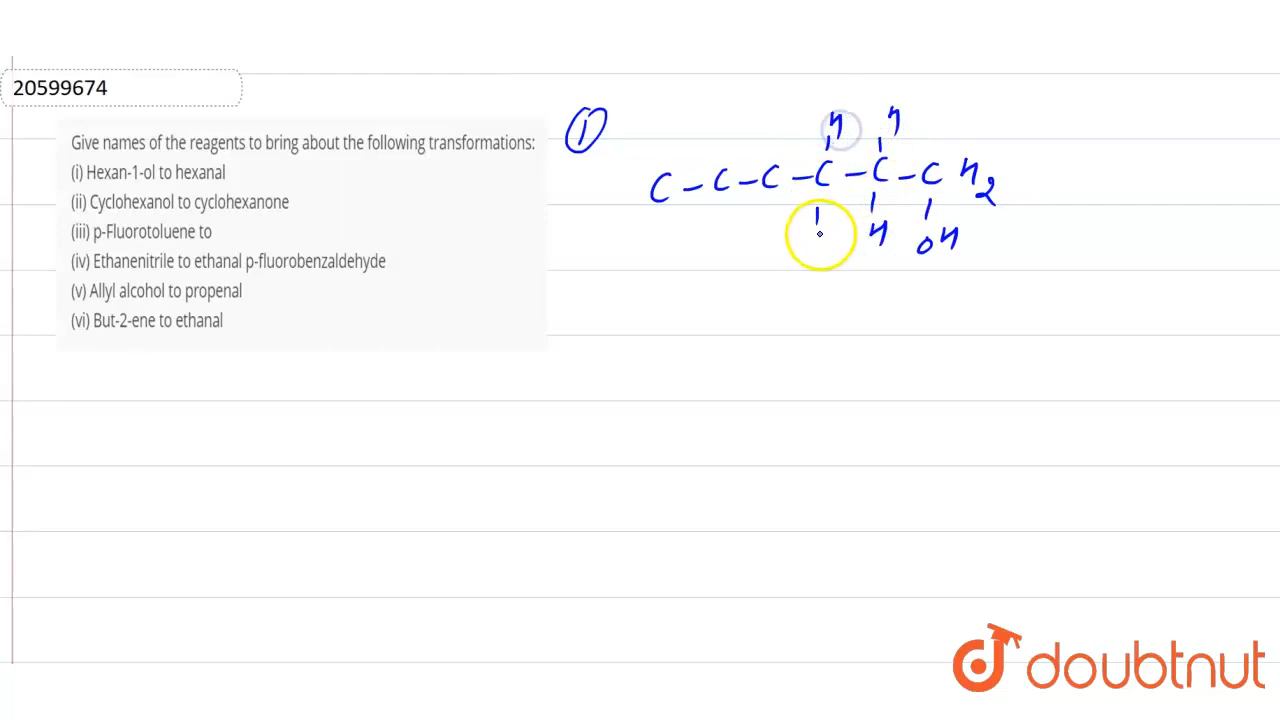 20599674
Give names of the reagents to bring about the following transformations:
(i) Hexan-1-ol to hexanal
(ii) Cyclohexanol to cyclohexanone
(iii) p-Fluorotoluene to
(iv) Ethanenitrile to ethanal p-fluorobenzaldehyde
(v) Allyl alcohol to propenal
(vi) But-2-ene to ethanal
1
H H
C - C - C - C - C - C H2
H OH
doubtnut